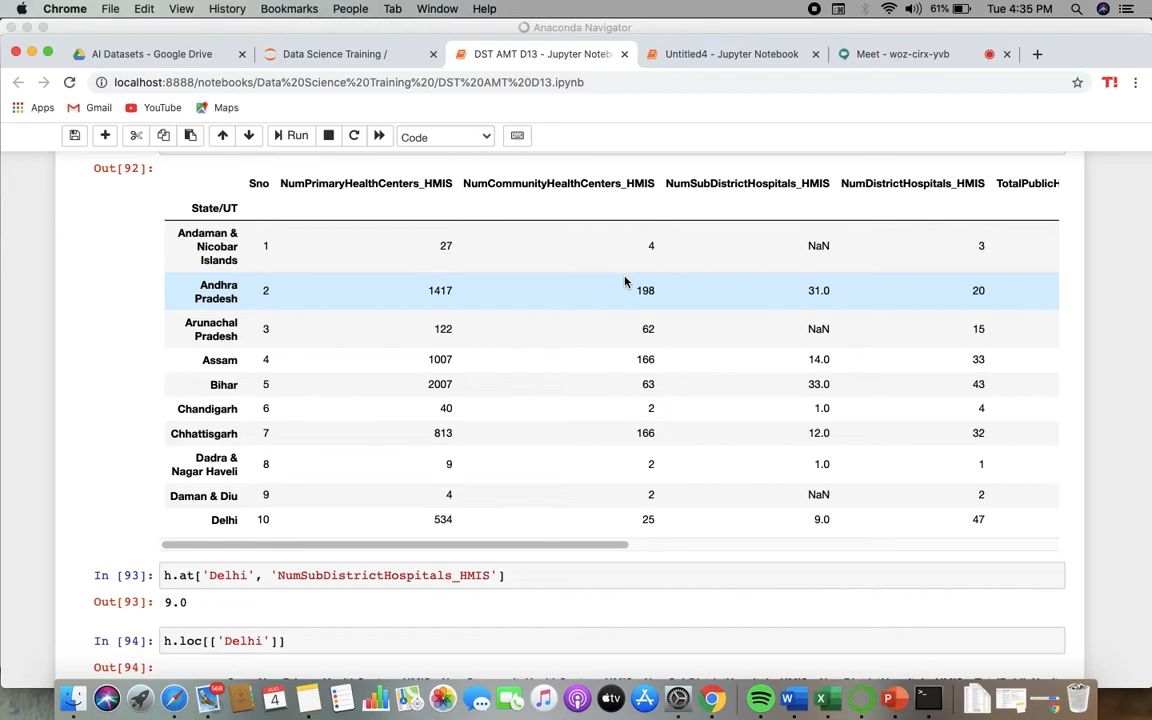 Chrome File Edit View History Bookmarks People Tab Window Help 61% Tue 4:35 PM
Anaconda Navigator
AI Datasets - Google Drive Data Science Training / DST AMT D13 - Jupyter Noteb Untitled4 - Jupyter Notebook Meet - woz-cirx-yvb
localhost:8888/notebooks/Data%20Science%20Training%20/DST%20AMT%20D13.ipynb T!
Apps Gmail YouTube Maps
Run Code
Out[92]:
Sno NumPrimaryHealthCenters_HMIS NumCommunityHealthCenters_HMIS NumSubDistrictHospitals_HMIS NumDistrictHospitals_HMIS TotalPublicH
State/UT
Andaman &
Nicobar 1 27 4 NaN 3
Islands
Andhra
Pradesh 2 1417 198 31.0 20
Arunachal
Pradesh 3 122 62 NaN 15
Assam 4 1007 166 14.0 33
Bihar 5 2007 63 33.0 43
Chandigarh 6 40 2 1.0 4
Chhattisgarh 7 813 166 12.0 32
Dadra &
Nagar Haveli 8 9 2 1.0 1
Daman & Diu 9 4 2 NaN 2
Delhi 10 534 25 9.0 47
In [93]: h.at['Delhi', 'NumSubDistrictHospitals_HMIS']
Out[93]: 9.0
In [94]: h.loc[['Delhi']]
Out[94]:
AUG
4
tv